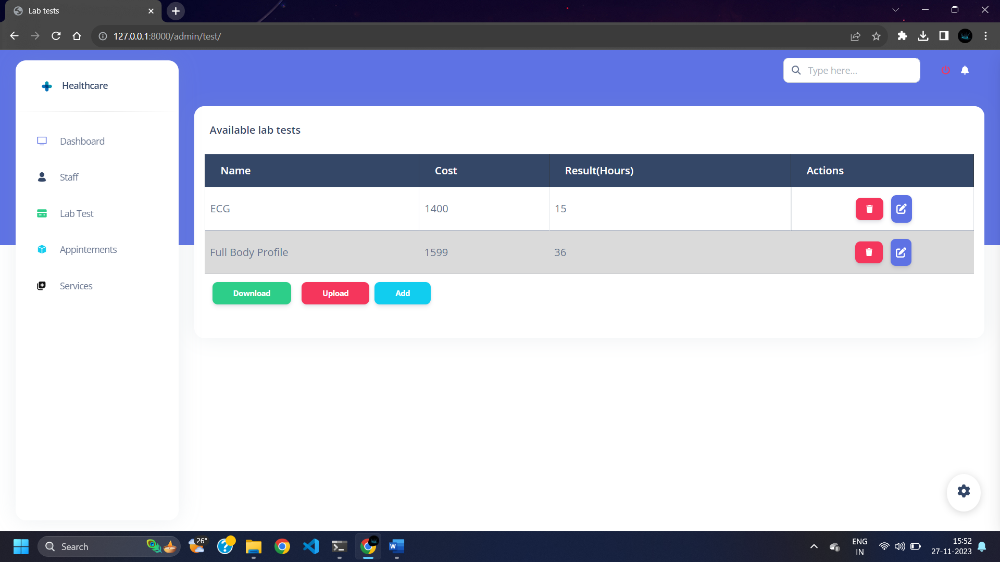 Lab tests
127.0.0.1:8000/admin/test/
Healthcare
Type here...
Dashboard
Staff
Lab Test
Appintements
Services
Available lab tests
Name Cost Result(Hours) Actions
ECG 1400 15
Full Body Profile 1599 36
Download Upload Add
Search
26°
ENG
IN
15:52
27-11-2023